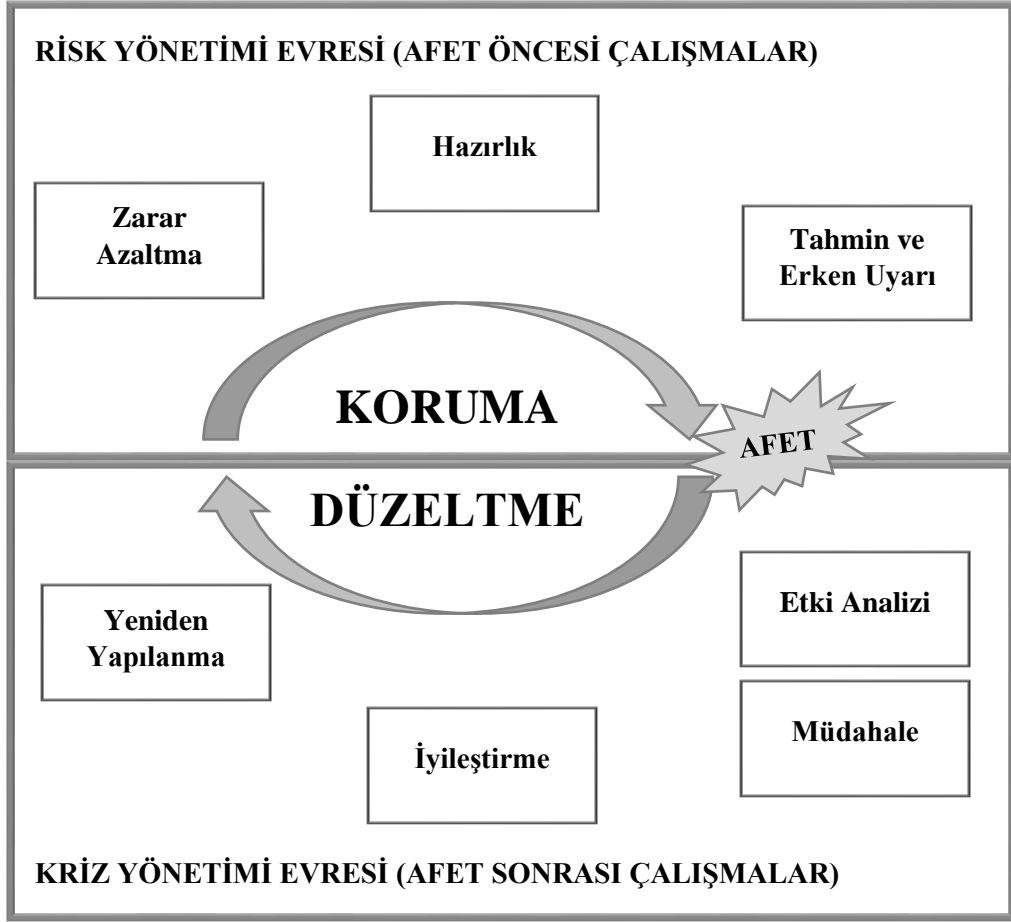 RİSK YÖNETİMİ EVRESİ (AFET ÖNCESİ ÇALIŞMALAR)
Hazırlık
Zarar
Azaltma
Tahmin ve
Erken Uyarı
KORUMA
AFET
DÜZELTME
Etki Analizi
Yeniden
Yapılanma
Müdahale
İyileştirme
KRİZ YÖNETİMİ EVRESİ (AFET SONRASI ÇALIŞMALAR)